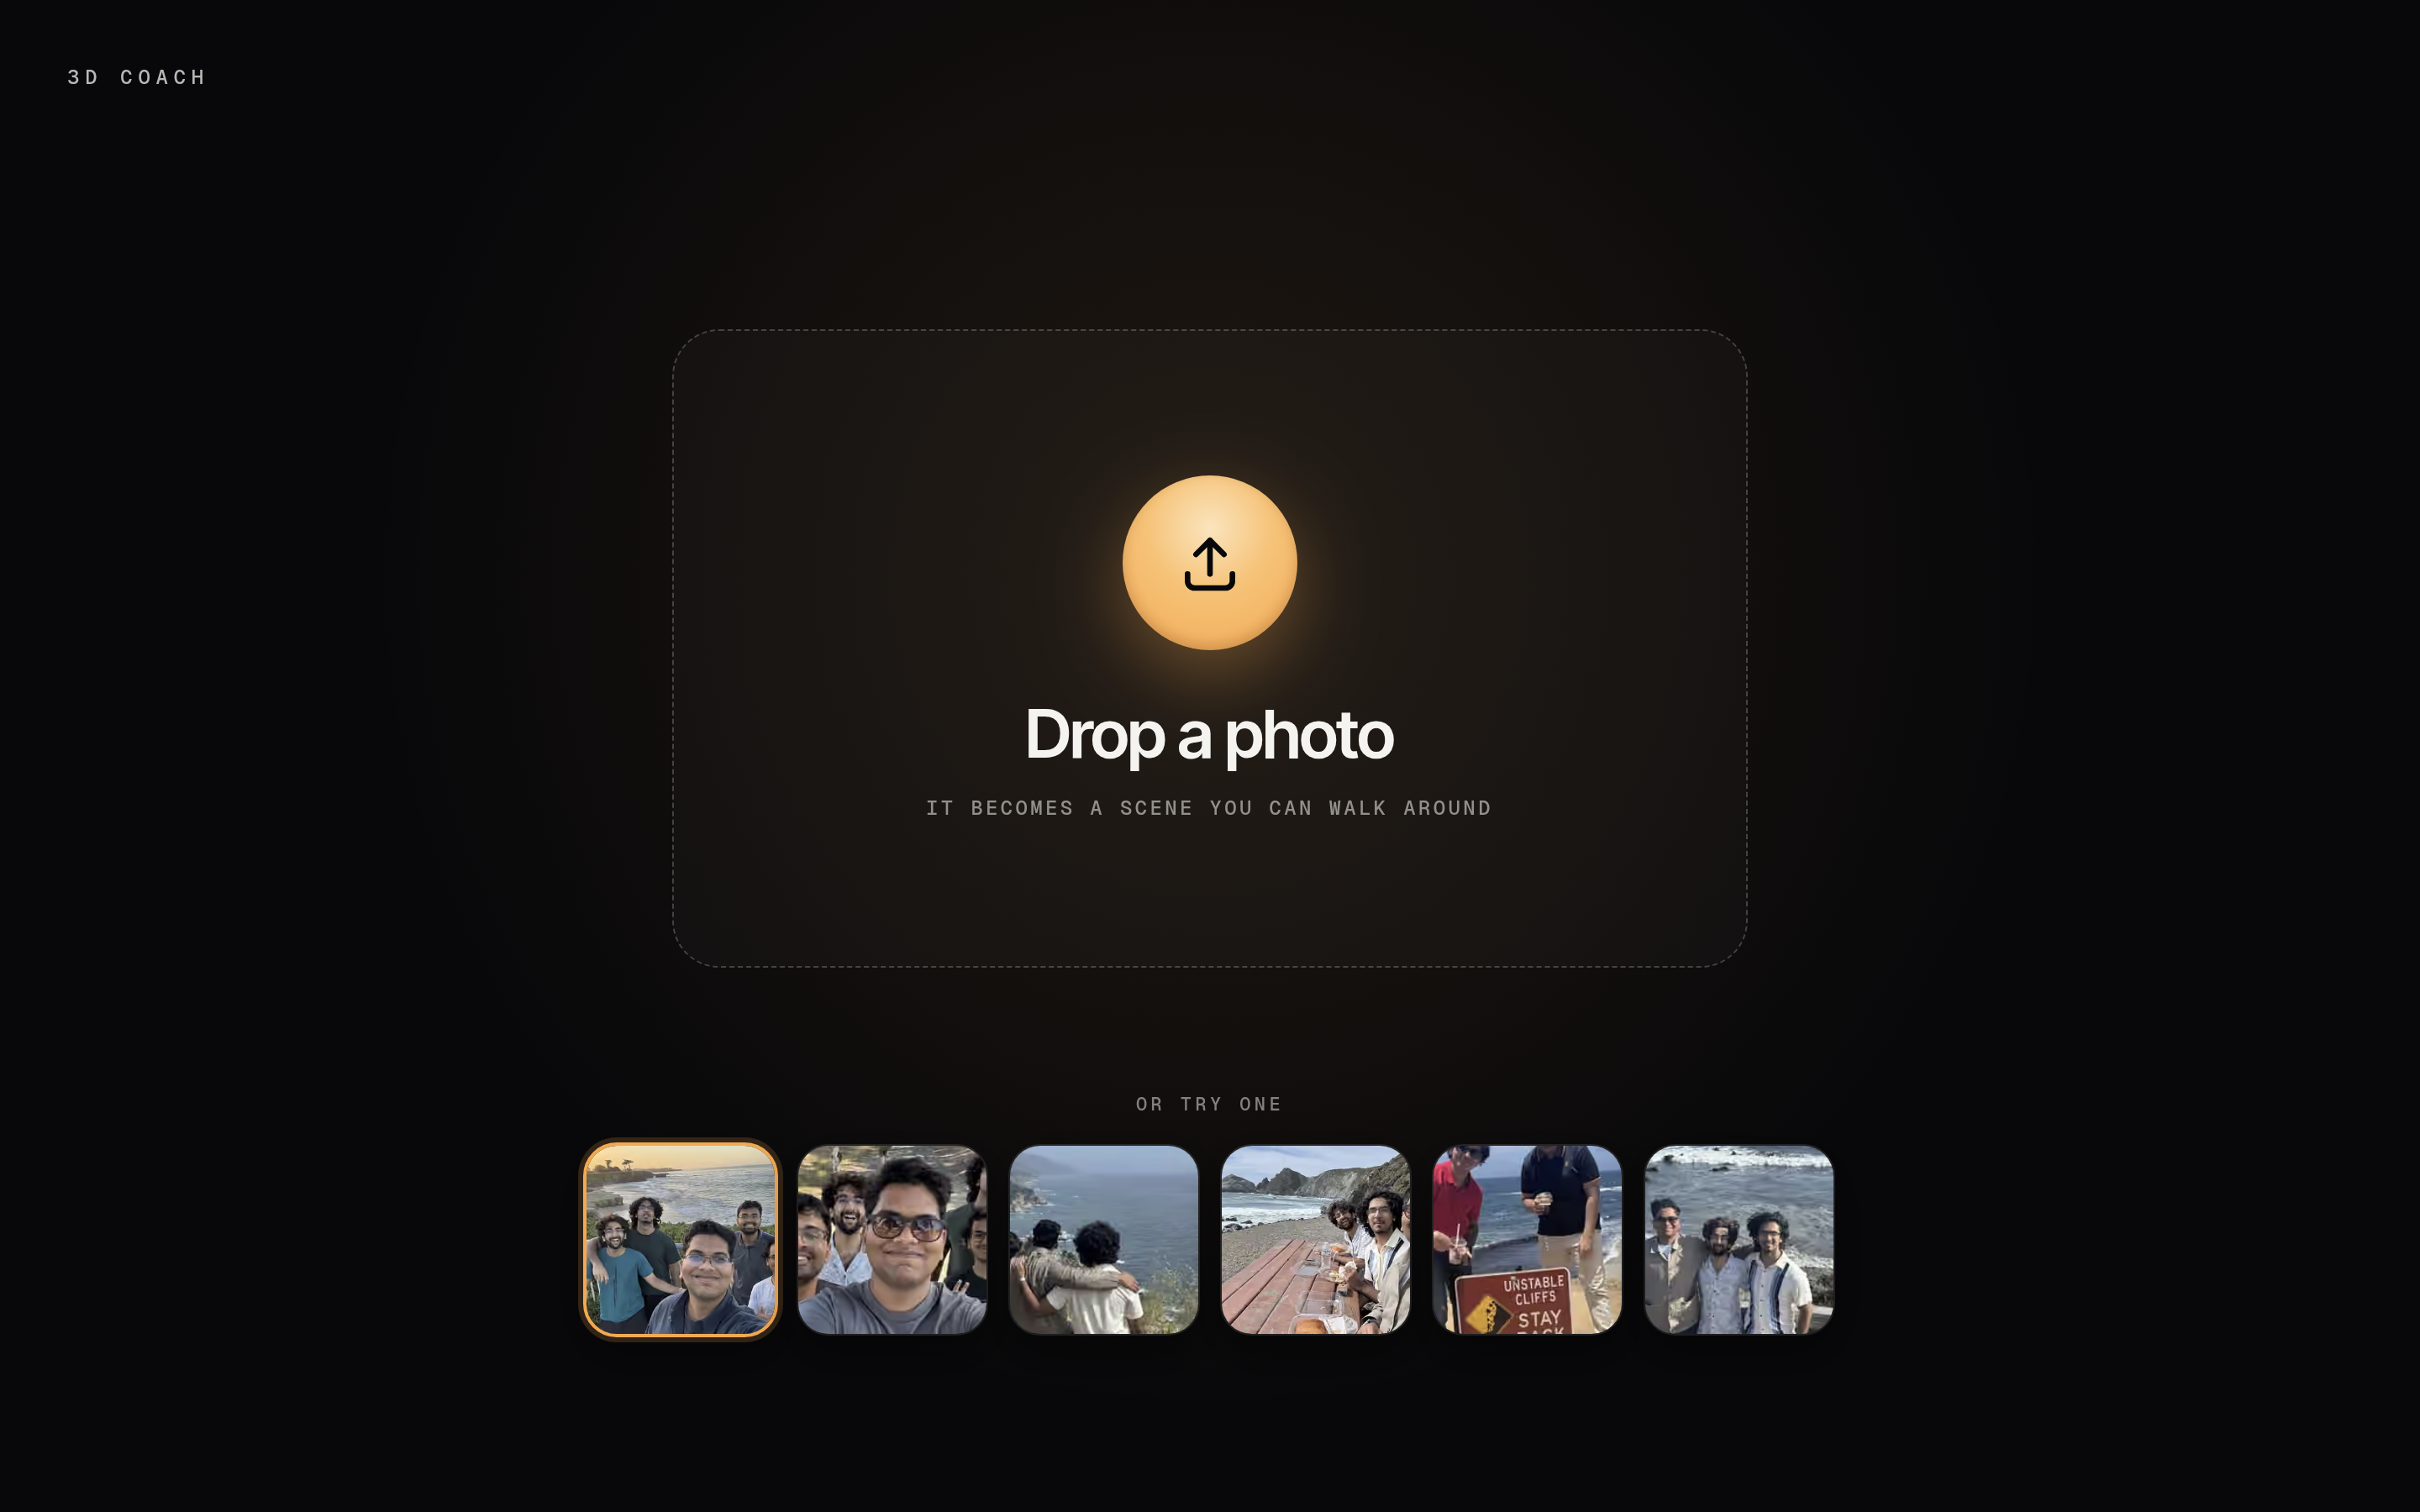 3D COACH
Drop a photo
IT BECOMES A SCENE YOU CAN WALK AROUND
OR TRY ONE
UNSTABLE
CLIFFS
STAY